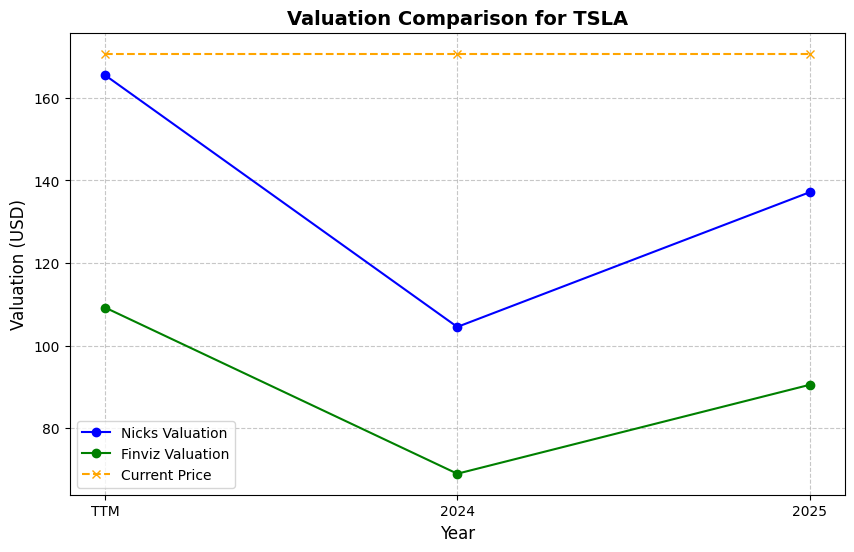 Valuation Comparison for TSLA
Valuation (USD)
160
140
120
100
80
Nicks Valuation
Finviz Valuation
Current Price
TTM
2024
2025
Year